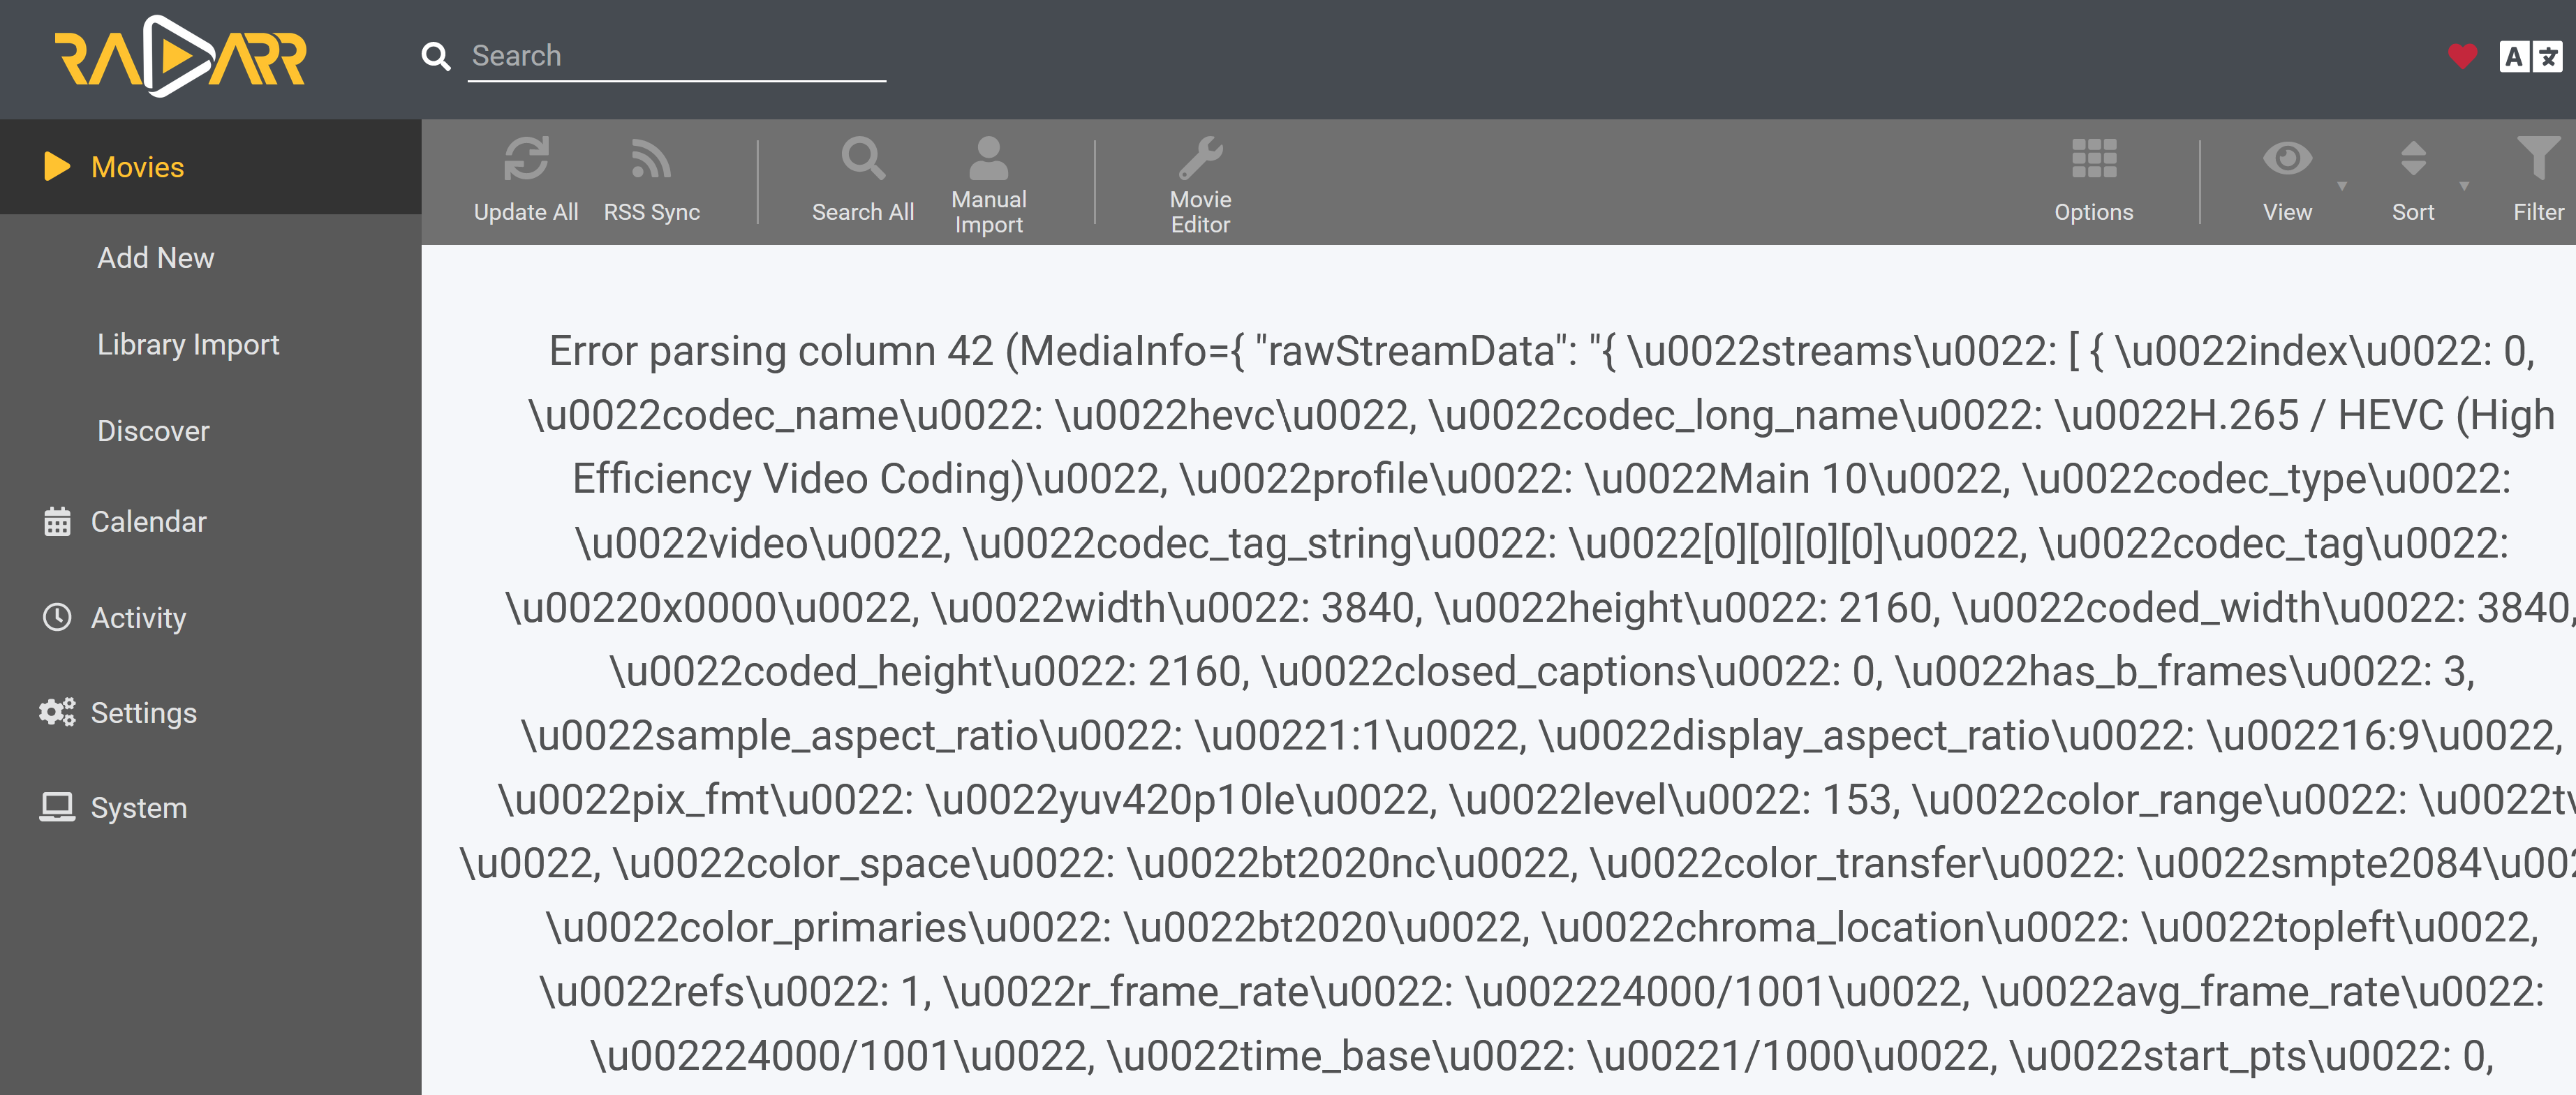 RADARR
Search
A文
Movies
Add New
Library Import
Discover
Calendar
Activity
Settings
System
Update All
RSS Sync
Search All
Manual
Import
Movie
Editor
Options
View
Sort
Filter
Error parsing column 42 (MediaInfo={ "rawStreamData": "{ \u0022streams\u0022: [ { \u0022index\u0022: 0,
\u0022codec_name\u0022: \u0022hevc\u0022, \u0022codec_long_name\u0022: \u0022H.265 / HEVC (High
Efficiency Video Coding)\u0022, \u0022profile\u0022: \u0022Main 10\u0022, \u0022codec_type\u0022:
\u0022video\u0022, \u0022codec_tag_string\u0022: \u0022[0][0][0][0]\u0022, \u0022codec_tag\u0022:
\u00220x0000\u0022, \u0022width\u0022: 3840, \u0022height\u0022: 2160, \u0022coded_width\u0022: 3840,
\u0022coded_height\u0022: 2160, \u0022closed_captions\u0022: 0, \u0022has_b_frames\u0022: 3,
\u0022sample_aspect_ratio\u0022: \u00221:1\u0022, \u0022display_aspect_ratio\u0022: \u002216:9\u0022,
\u0022pix_fmt\u0022: \u0022yuv420p10le\u0022, \u0022level\u0022: 153, \u0022color_range\u0022: \u0022tv
\u0022, \u0022color_space\u0022: \u0022bt2020nc\u0022, \u0022color_transfer\u0022: \u0022smpte2084\u002
\u0022color_primaries\u0022: \u0022bt2020\u0022, \u0022chroma_location\u0022: \u0022topleft\u0022,
\u0022refs\u0022: 1, \u0022r_frame_rate\u0022: \u002224000/1001\u0022, \u0022avg_frame_rate\u0022:
\u002224000/1001\u0022, \u0022time_base\u0022: \u00221/1000\u0022, \u0022start_pts\u0022: 0,